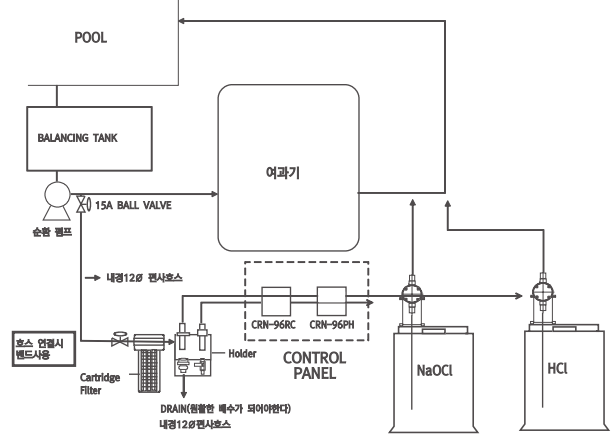 POOL
BALANCING TANK
여과기
15A BALL VALVE
순환 펌프
내경12Ø 편사호스
CRN-96RC
CRN-96PH
호스 연결시
밴드사용
Holder
CONTROL
PANEL
NaOCl
HCl
Cartridge
Filter
DRAIN(원활한 배수가 되어야한다)
내경12Ø편사호스